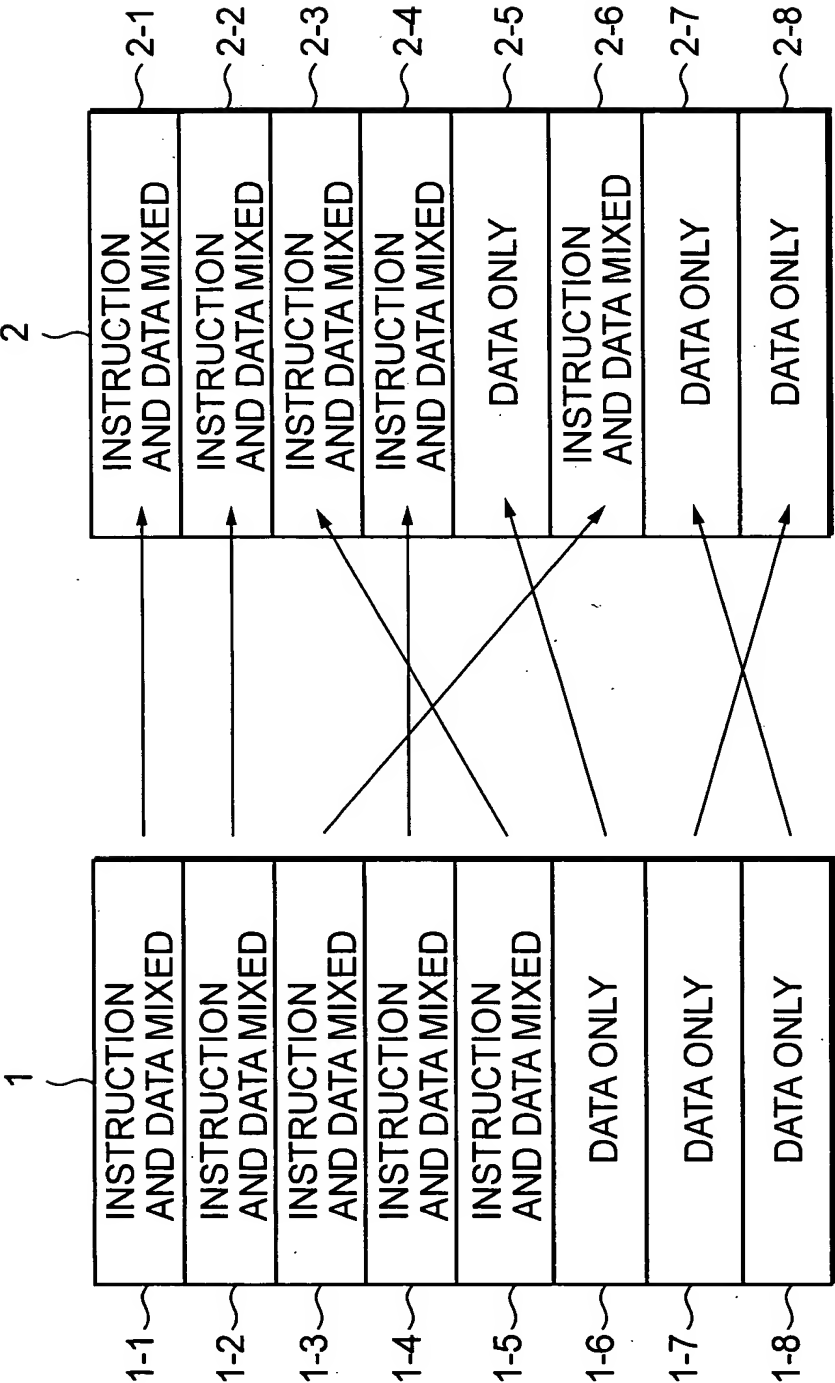 1
1-1
INSTRUCTION
AND DATA MIXED
1-2
INSTRUCTION
AND DATA MIXED
1-3
INSTRUCTION
AND DATA MIXED
1-4
INSTRUCTION
AND DATA MIXED
1-5
INSTRUCTION
AND DATA MIXED
1-6
DATA ONLY
1-7
DATA ONLY
1-8
DATA ONLY
2
INSTRUCTION
AND DATA MIXED
2-1
INSTRUCTION
AND DATA MIXED
2-2
INSTRUCTION
AND DATA MIXED
2-3
INSTRUCTION
AND DATA MIXED
2-4
DATA ONLY
2-5
INSTRUCTION
AND DATA MIXED
2-6
DATA ONLY
2-7
DATA ONLY
2-8